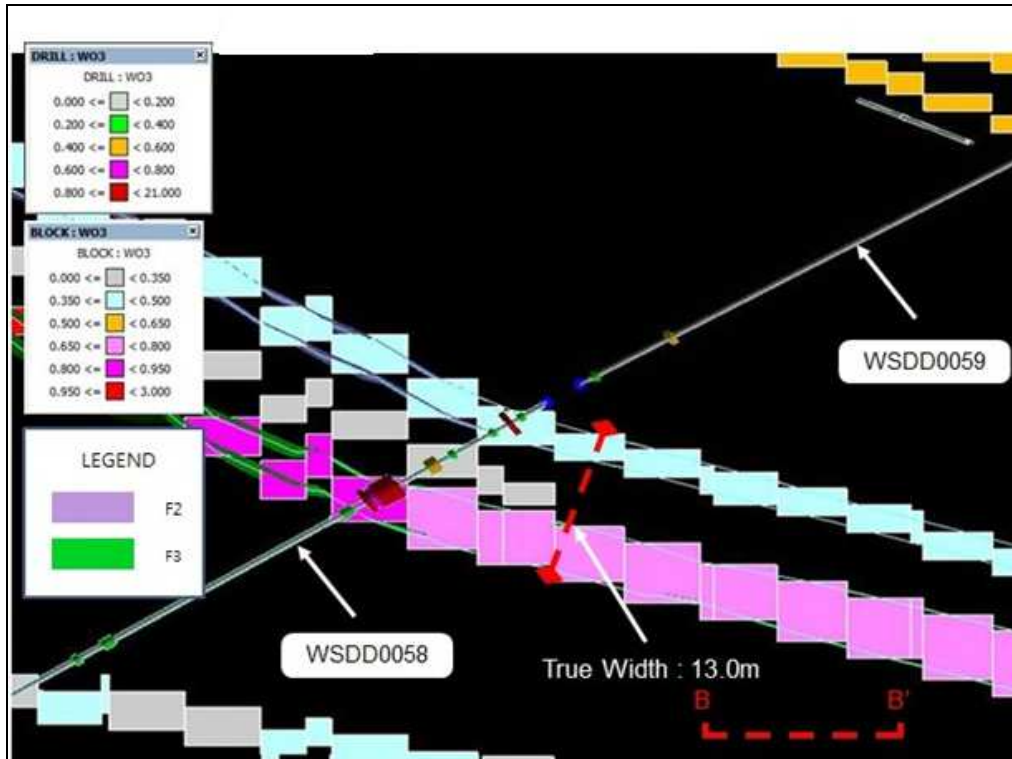 DRILL : WO3
DRILL : WO3
0.000 <= < 0.200
0.200 <= < 0.400
0.400 <= < 0.600
0.600 <= < 0.800
0.800 <= < 21.000
BLOCK : WO3
BLOCK : WO3
0.000 <= < 0.350
0.350 <= < 0.500
0.500 <= < 0.650
0.650 <= < 0.800
0.800 <= < 0.950
0.950 <= < 3.000
LEGEND
F2
F3
WSDD0059
WSDD0058
True Width : 13.0m
B B'